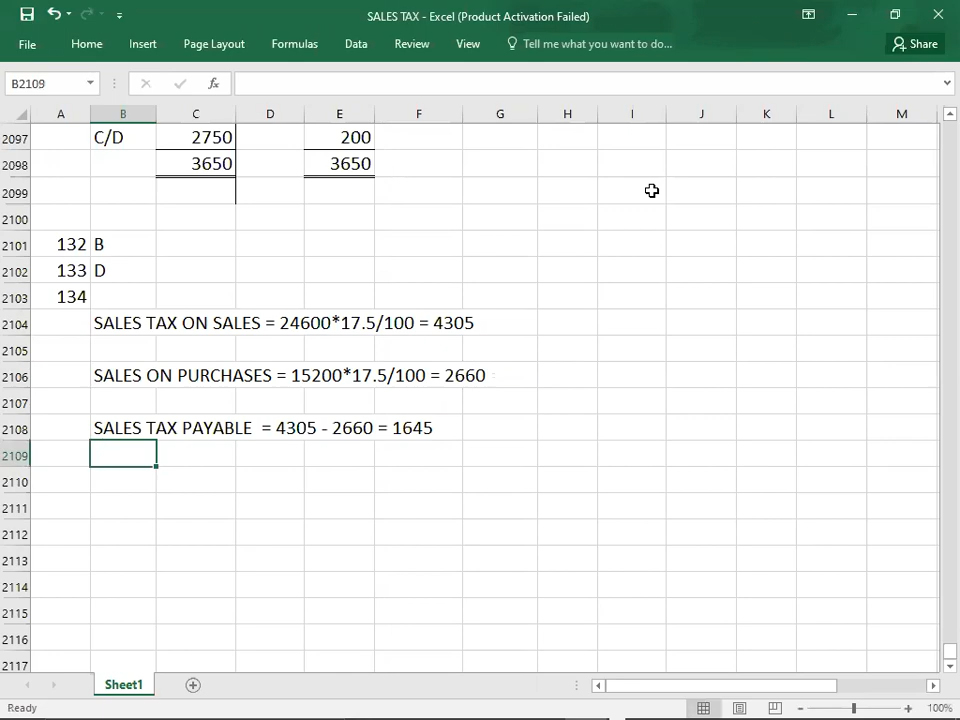 SALES TAX - Excel (Product Activation Failed)
File Home Insert Page Layout Formulas Data Review View Tell me what you want to do... Share
B2109 fx
A B C D E F G H I J K L M
2097 C/D 2750 200
2098 3650 3650
2099
2100
2101 132 B
2102 133 D
2103 134
2104 SALES TAX ON SALES = 24600*17.5/100 = 4305
2105
2106 SALES ON PURCHASES = 15200*17.5/100 = 2660
2107
2108 SALES TAX PAYABLE = 4305 - 2660 = 1645
2109
2110
2111
2112
2113
2114
2115
2116
2117
Sheet1
Ready 100%